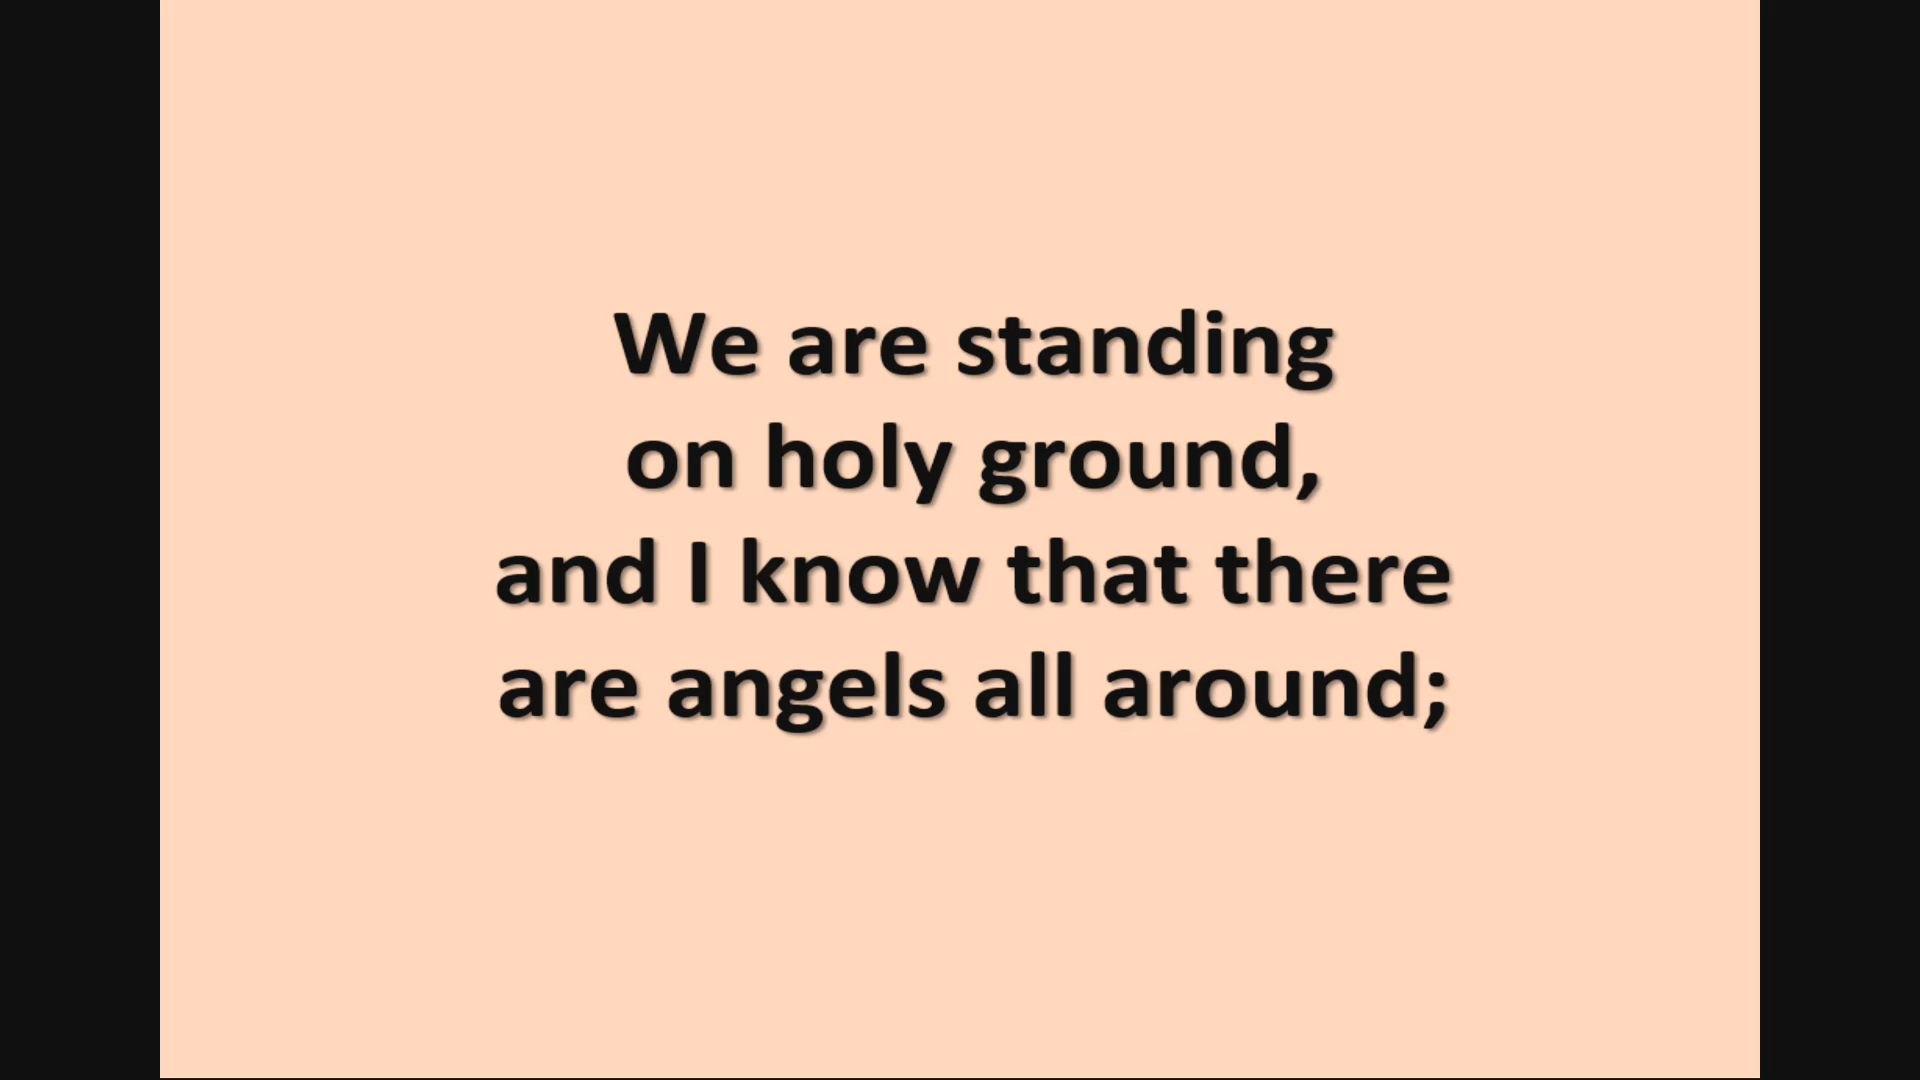 We are standing
on holy ground,
and I know that there
are angels all around;